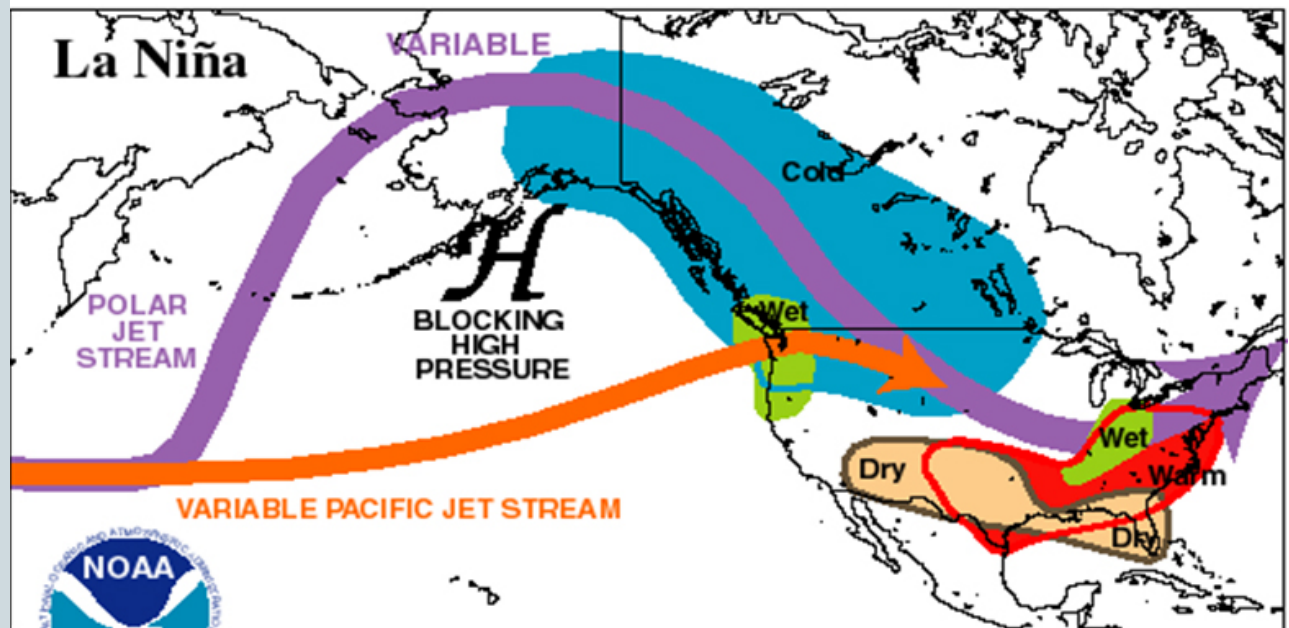 La Niña
VARIABLE
Cold
POLAR
JET
STREAM
H
BLOCKING
HIGH
PRESSURE
Wet
Wet
Dry
Warm
Dry
VARIABLE PACIFIC JET STREAM
NOAA